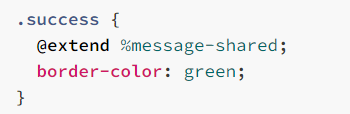 .success {
  @extend %message-shared;
  border-color: green;
}